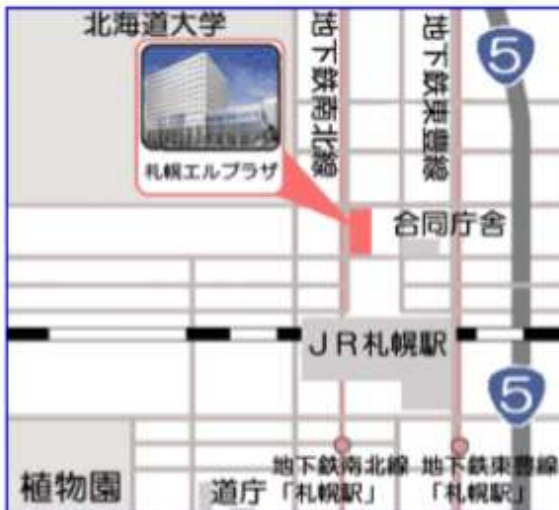 北海道大学
地下鉄南北線
地下鉄東豊線
5
札幌エルプラザ
合同庁舎
JR札幌駅
5
植物園
道庁
地下鉄南北線
「札幌駅」
地下鉄東豊線
「札幌駅」